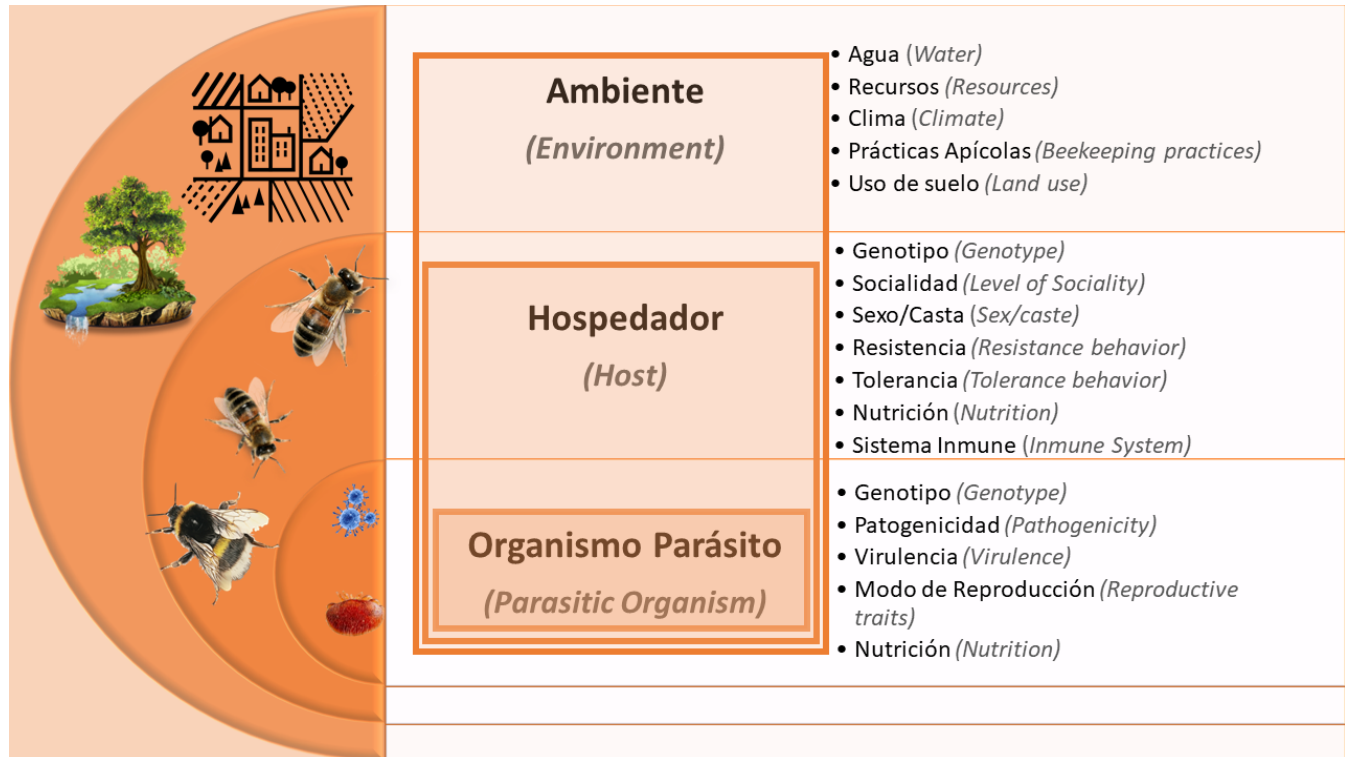 Ambiente
(Environment)
• Agua (Water)
• Recursos (Resources)
• Clima (Climate)
• Prácticas Apícolas (Beekeeping practices)
• Uso de suelo (Land use)
Hospedador
(Host)
• Genotipo (Genotype)
• Socialidad (Level of Sociality)
• Sexo/Casta (Sex/caste)
• Resistencia (Resistance behavior)
• Tolerancia (Tolerance behavior)
• Nutrición (Nutrition)
• Sistema Inmune (Inmune System)
Organismo Parásito
(Parasitic Organism)
• Genotipo (Genotype)
• Patogenicidad (Pathogenicity)
• Virulencia (Virulence)
• Modo de Reproducción (Reproductive
traits)
• Nutrición (Nutrition)